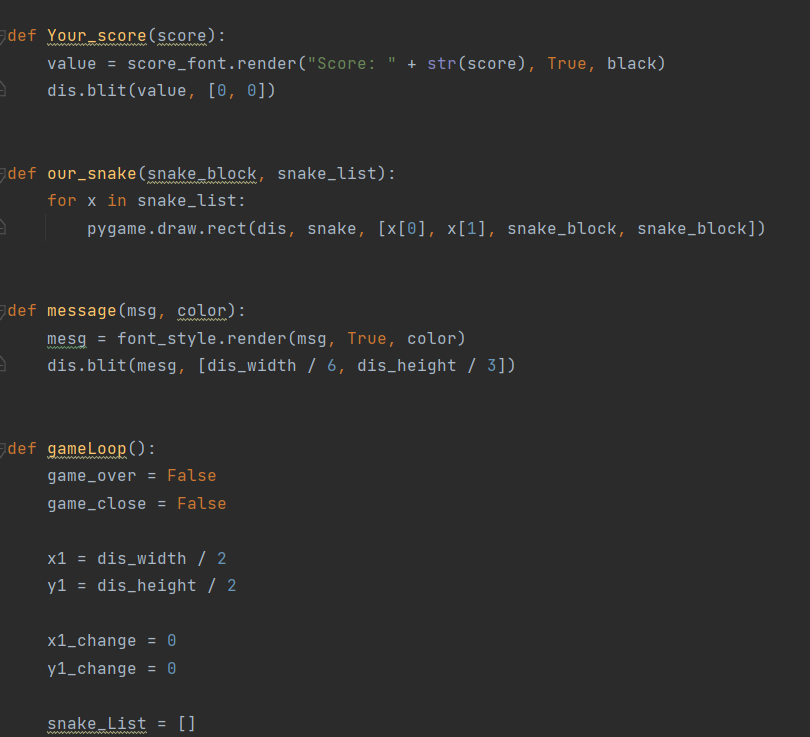 def Your_score(score):
    value = score_font.render("Score: " + str(score), True, black)
    dis.blit(value, [0, 0])
def our_snake(snake_block, snake_list):
    for x in snake_list:
        pygame.draw.rect(dis, snake, [x[0], x[1], snake_block, snake_block])
def message(msg, color):
    mesg = font_style.render(msg, True, color)
    dis.blit(mesg, [dis_width / 6, dis_height / 3])
def gameLoop():
    game_over = False
    game_close = False
    x1 = dis_width / 2
    y1 = dis_height / 2
    x1_change = 0
    y1_change = 0
    snake_List = []